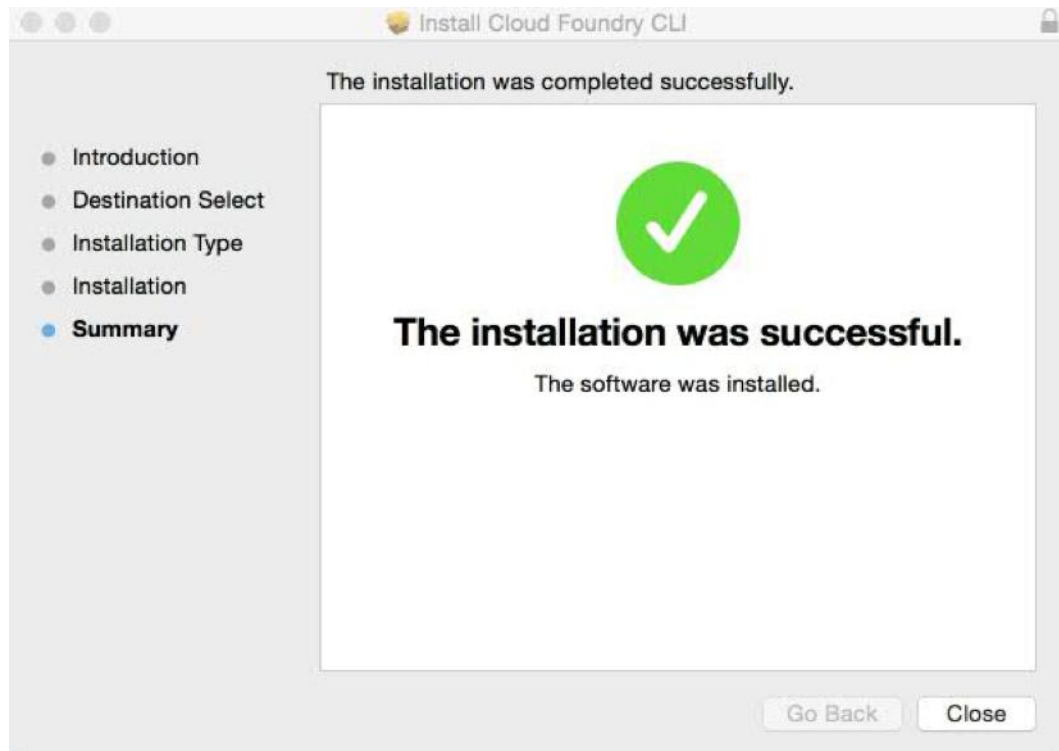 Install Cloud Foundry CLI
The installation was completed successfully.
Introduction
Destination Select
Installation Type
Installation
Summary
The installation was successful.
The software was installed.
Go Back
Close